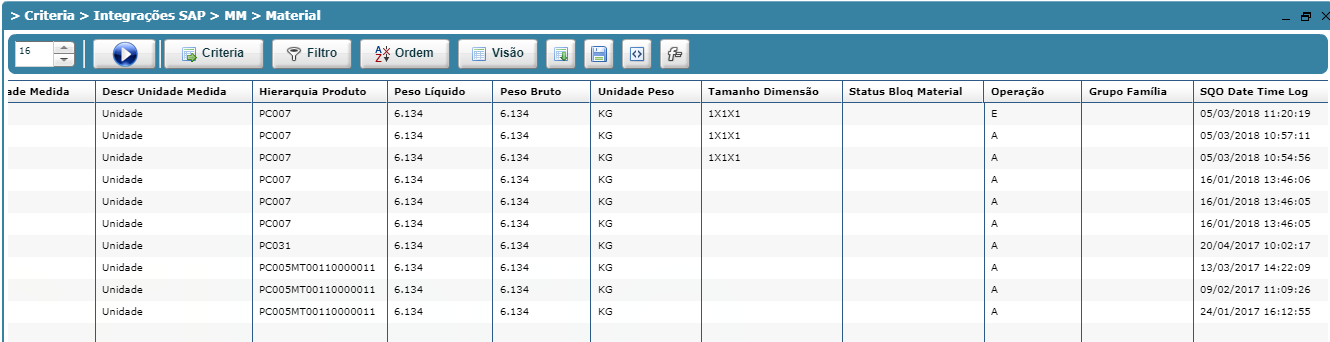 > Criteria > Integrações SAP > MM > Material
16 Criteria Filtro Ordem Visão
ade Medida Descr Unidade Medida Hierarquia Produto Peso Líquido Peso Bruto Unidade Peso Tamanho Dimensão Status Bloq Material Operação Grupo Família SQO Date Time Log
Unidade PC007 6.134 6.134 KG 1X1X1 E 05/03/2018 11:20:19
Unidade PC007 6.134 6.134 KG 1X1X1 A 05/03/2018 10:57:11
Unidade PC007 6.134 6.134 KG 1X1X1 A 05/03/2018 10:54:56
Unidade PC007 6.134 6.134 KG A 16/01/2018 13:46:06
Unidade PC007 6.134 6.134 KG A 16/01/2018 13:46:05
Unidade PC007 6.134 6.134 KG A 16/01/2018 13:46:05
Unidade PC031 6.134 6.134 KG A 20/04/2017 10:02:17
Unidade PC005MT00110000011 6.134 6.134 KG A 13/03/2017 14:22:09
Unidade PC005MT00110000011 6.134 6.134 KG A 09/02/2017 11:09:26
Unidade PC005MT00110000011 6.134 6.134 KG A 24/01/2017 16:12:55